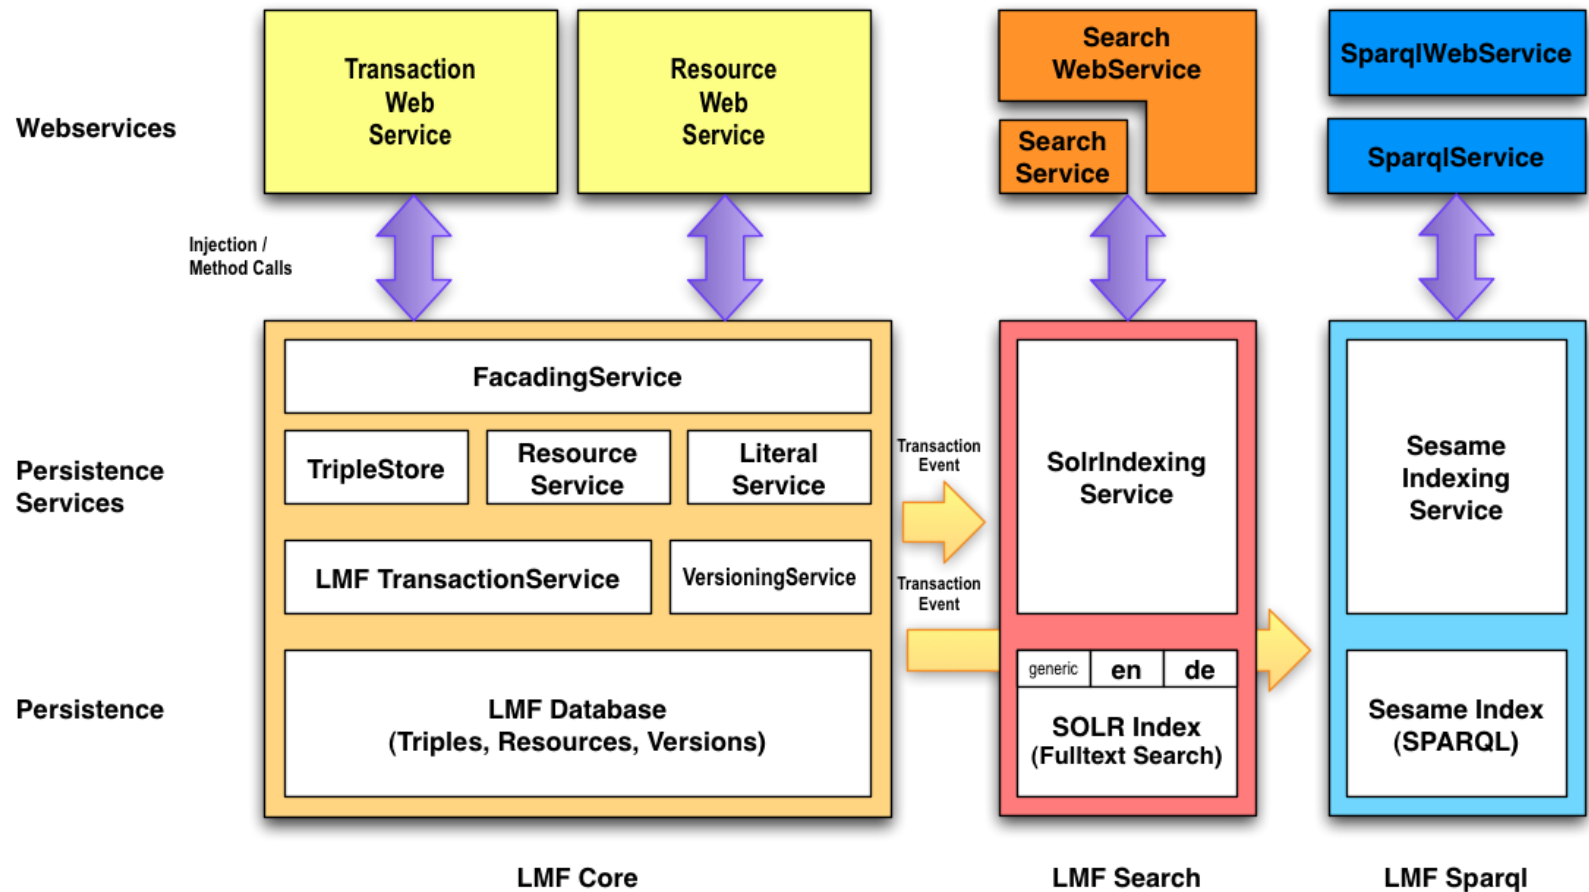 Transaction
Web
Service
Resource
Web
Service
Search
WebService
Search
Service
SparqlWebService
SparqlService
Webservices
Injection /
Method Calls
FacadingService
TripleStore
Resource
Service
Literal
Service
LMF TransactionService
VersioningService
Persistence
Services
Transaction
Event
Transaction
Event
SolrIndexing
Service
Sesame
Indexing
Service
Persistence
LMF Database
(Triples, Resources, Versions)
generic
en
de
SOLR Index
(Fulltext Search)
Sesame Index
(SPARQL)
LMF Core
LMF Search
LMF Sparql